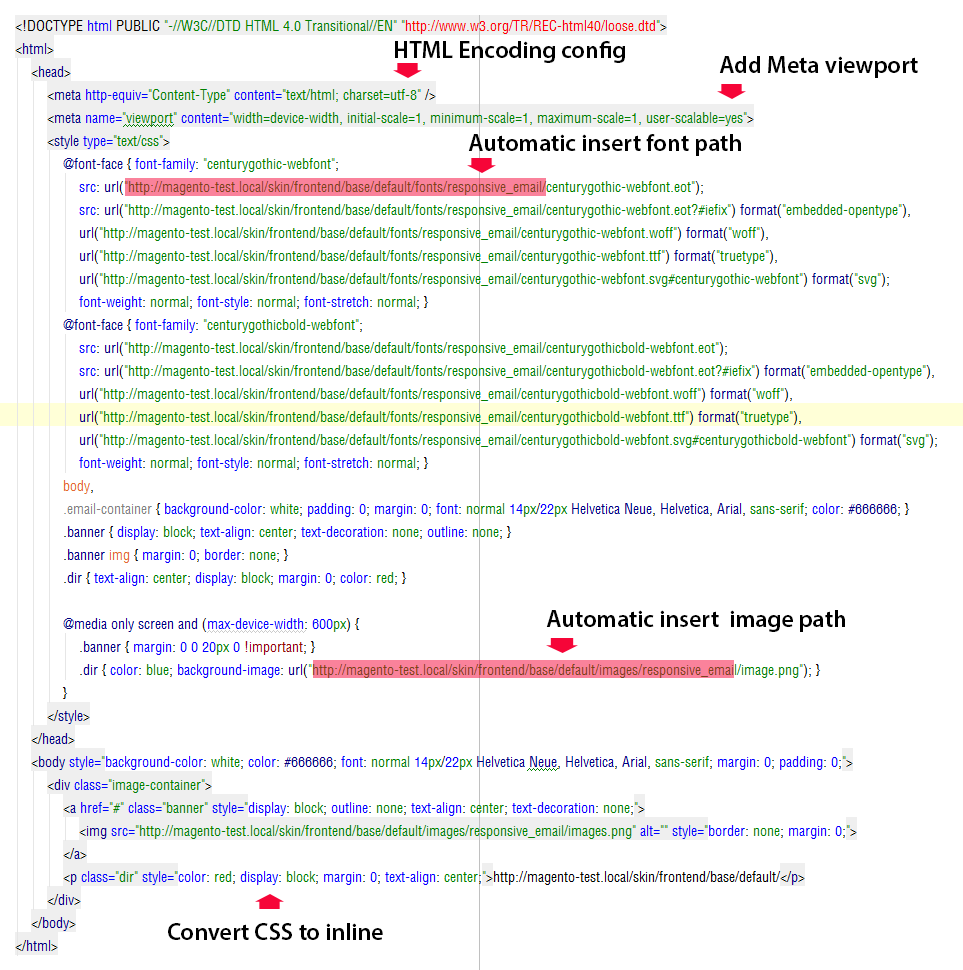 <!DOCTYPE html PUBLIC "-//W3C//DTD HTML 4.0 Transitional//EN" "http://www.w3.org/TR/REC-html40/loose.dtd">
<html>
HTML Encoding config
<head>
Add Meta viewport
<meta http-equiv="Content-Type" content="text/html; charset=utf-8" />
<meta name="viewport" content="width=device-width, initial-scale=1, minimum-scale=1, maximum-scale=1, user-scalable=yes">
<style type="text/css">
Automatic insert font path
@font-face { font-family: "centurygothic-webfont";
src: url("http://magento-test.local/skin/frontend/base/default/fonts/responsive_email/centurygothic-webfont.eot");
src: url("http://magento-test.local/skin/frontend/base/default/fonts/responsive_email/centurygothic-webfont.eot?#iefix") format("embedded-opentype"),
url("http://magento-test.local/skin/frontend/base/default/fonts/responsive_email/centurygothic-webfont.woff") format("woff"),
url("http://magento-test.local/skin/frontend/base/default/fonts/responsive_email/centurygothic-webfont.ttf") format("truetype"),
url("http://magento-test.local/skin/frontend/base/default/fonts/responsive_email/centurygothic-webfont.svg#centurygothic-webfont") format("svg");
font-weight: normal; font-style: normal; font-stretch: normal; }
@font-face { font-family: "centurygothicbold-webfont";
src: url("http://magento-test.local/skin/frontend/base/default/fonts/responsive_email/centurygothicbold-webfont.eot");
src: url("http://magento-test.local/skin/frontend/base/default/fonts/responsive_email/centurygothicbold-webfont.eot?#iefix") format("embedded-opentype"),
url("http://magento-test.local/skin/frontend/base/default/fonts/responsive_email/centurygothicbold-webfont.woff") format("woff"),
url("http://magento-test.local/skin/frontend/base/default/fonts/responsive_email/centurygothicbold-webfont.ttf") format("truetype"),
url("http://magento-test.local/skin/frontend/base/default/fonts/responsive_email/centurygothicbold-webfont.svg#centurygothicbold-webfont") format("svg");
font-weight: normal; font-style: normal; font-stretch: normal; }
body,
.email-container { background-color: white; padding: 0; margin: 0; font: normal 14px/22px Helvetica Neue, Helvetica, Arial, sans-serif; color: #666666; }
.banner { display: block; text-align: center; text-decoration: none; outline: none; }
.banner img { margin: 0; border: none; }
.dir { text-align: center; display: block; margin: 0; color: red; }
@media only screen and (max-device-width: 600px) {
Automatic insert image path
.banner { margin: 0 0 20px 0 !important; }
.dir { color: blue; background-image: url("http://magento-test.local/skin/frontend/base/default/images/responsive_email/image.png"); }
}
</style>
</head>
<body style="background-color: white; color: #666666; font: normal 14px/22px Helvetica Neue, Helvetica, Arial, sans-serif; margin: 0; padding: 0;">
<div class="image-container">
<a href="#" class="banner" style="display: block; outline: none; text-align: center; text-decoration: none;">
<img src="http://magento-test.local/skin/frontend/base/default/images/responsive_email/images.png" alt="" style="border: none; margin: 0;">
</a>
<p class="dir" style="color: red; display: block; margin: 0; text-align: center;">http://magento-test.local/skin/frontend/base/default/</p>
</div>
</body>
Convert CSS to inline
</html>